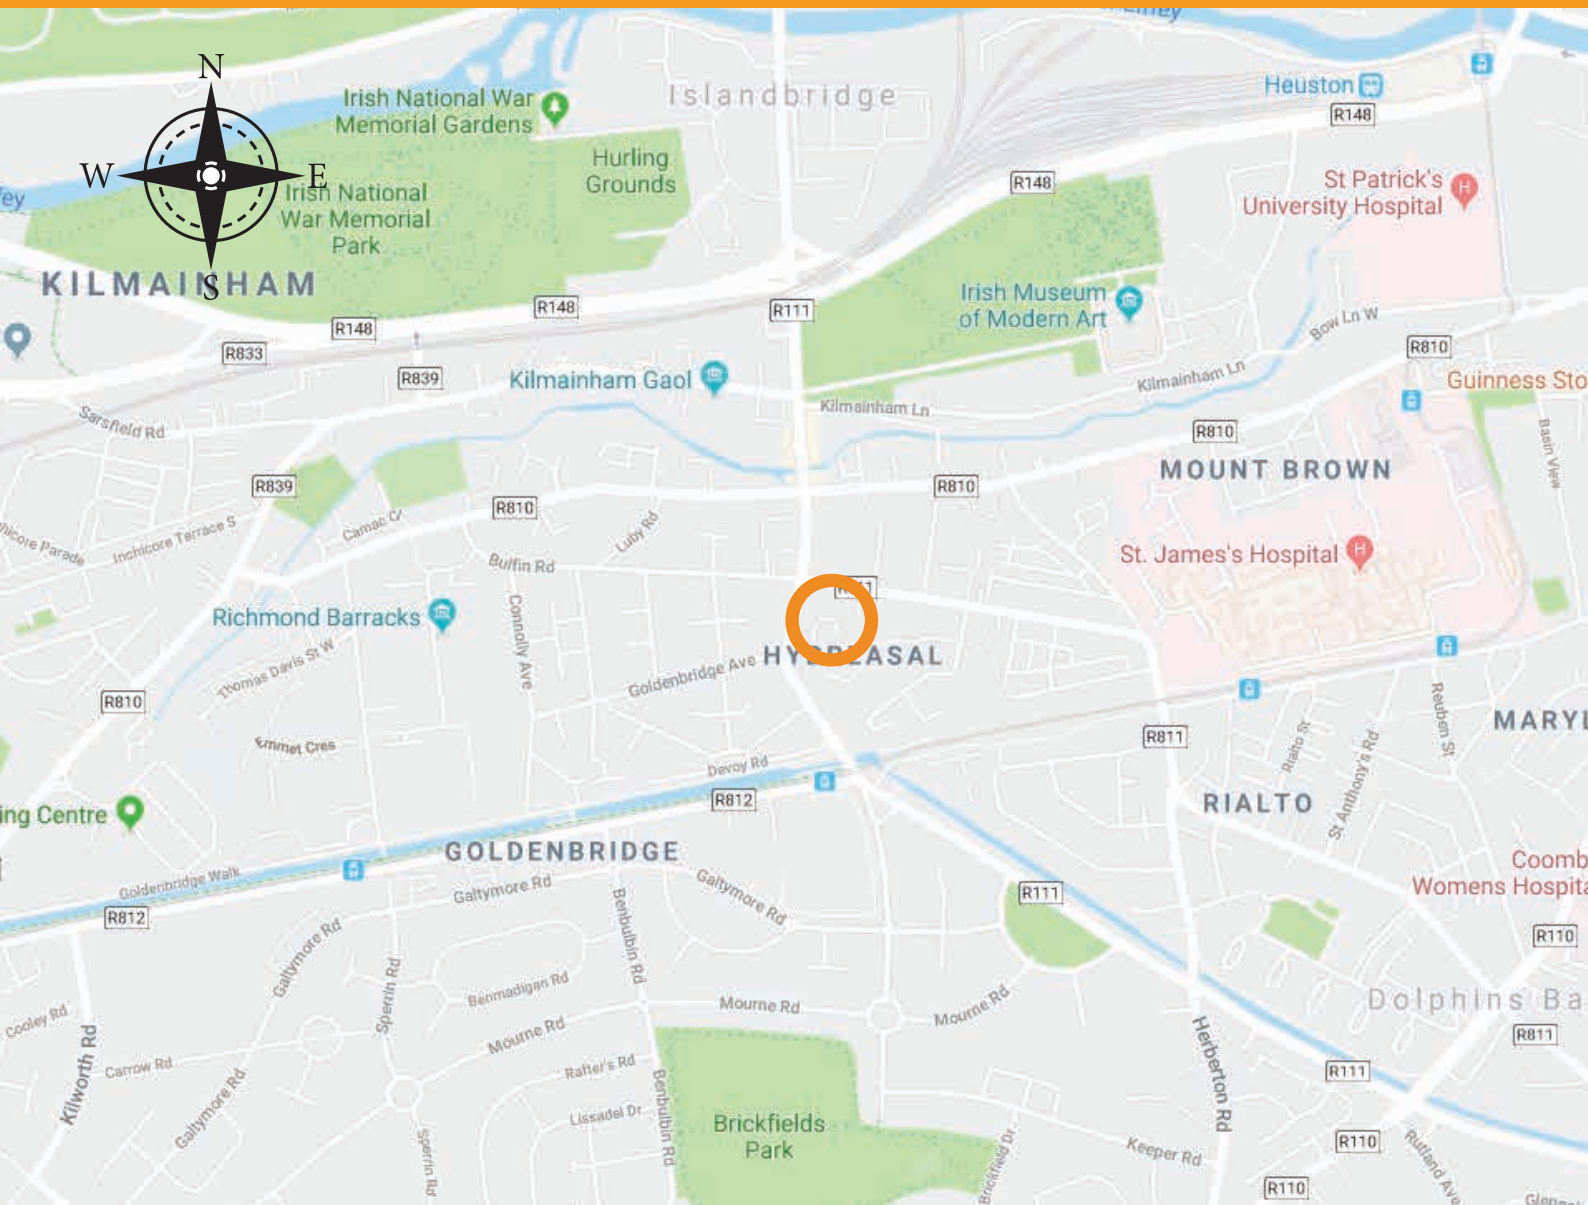 Liffey
N
W
E
S
Irish National War
Memorial Gardens
Islandbridge
Heuston
R148
Hurling
Grounds
Irish National
War Memorial
Park
R148
St Patrick's
University Hospital
fey
KILMAINSHAM
R148
R148
R111
Irish Museum
of Modern Art
Bow Ln W
R833
R839
R810
Kilmainham Gaol
Kilmainham Ln
Guinness Sto
Kilmainham Ln
Sarsfield Rd
R810
Basin View
MOUNT BROWN
R839
R810
R810
hicore Parade
Inchicore Terrace S
Camac Cl
Luby Rd
Bulfin Rd
St. James's Hospital
Richmond Barracks
Connolly Ave
Thomas Davis St W
Goldenbridge Ave
HYBREASAL
R810
Emmet Cres
R811
Rialto St
St Anthony's Rd
Reuben St
MARYL
Devoy Rd
R812
RIALTO
ing Centre
GOLDENBRIDGE
Goldenbridge Walk
Galtymore Rd
Galtymore Rd
R111
Coomb
Womens Hospita
R812
Benbulbin Rd
R110
Galtymore Rd
Sperrin Rd
Benmadigan Rd
Mourne Rd
Mourne Rd
Mourne Rd
Dolphins Ba
Cooley Rd
Kilworth Rd
Carrow Rd
Galtymore Rd
Rafter's Rd
Lissadel Dr
Benbulbin Rd
Herberton Rd
R811
R111
Brickfields
Park
Sperrin Rd
Brickfield Dr
Keeper Rd
R110
Rutland Ave
R110